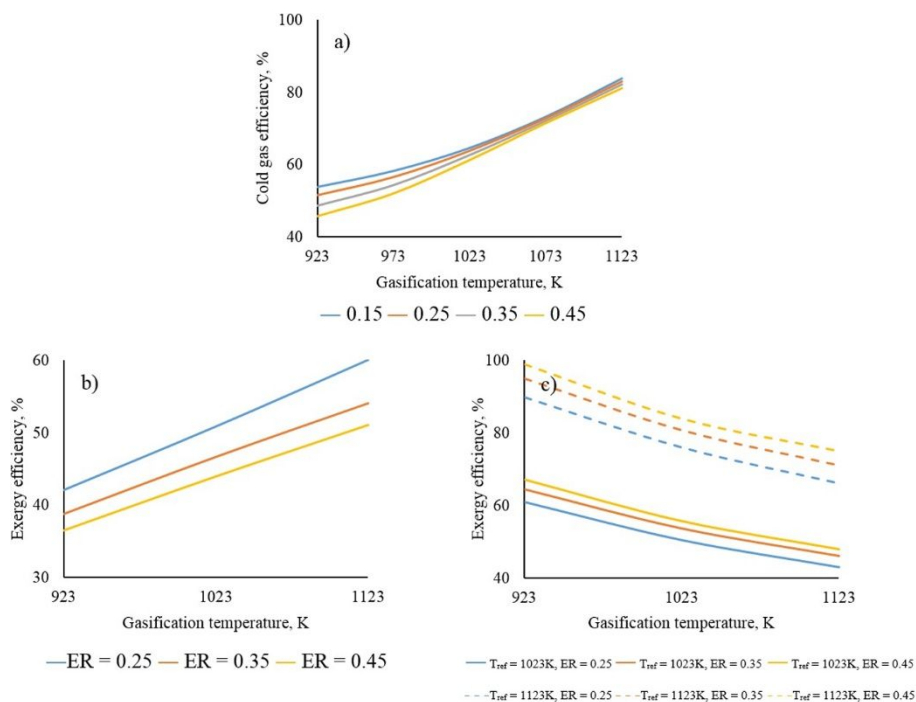 a)
Cold gas efficiency, %
100
80
60
40
923 973 1023 1073 1123
Gasification temperature, K
0.15 0.25 0.35 0.45
b)
Exergy efficiency, %
60
50
40
30
923 1023 1123
Gasification temperature, K
ER = 0.25 ER = 0.35 ER = 0.45
c)
Exergy efficiency, %
100
80
60
40
923 1023 1123
Gasification temperature, K
Tref = 1023K, ER = 0.25 Tref = 1023K, ER = 0.35 Tref = 1023K, ER = 0.45
Tref = 1123K, ER = 0.25 Tref = 1123K, ER = 0.35 Tref = 1123K, ER = 0.45